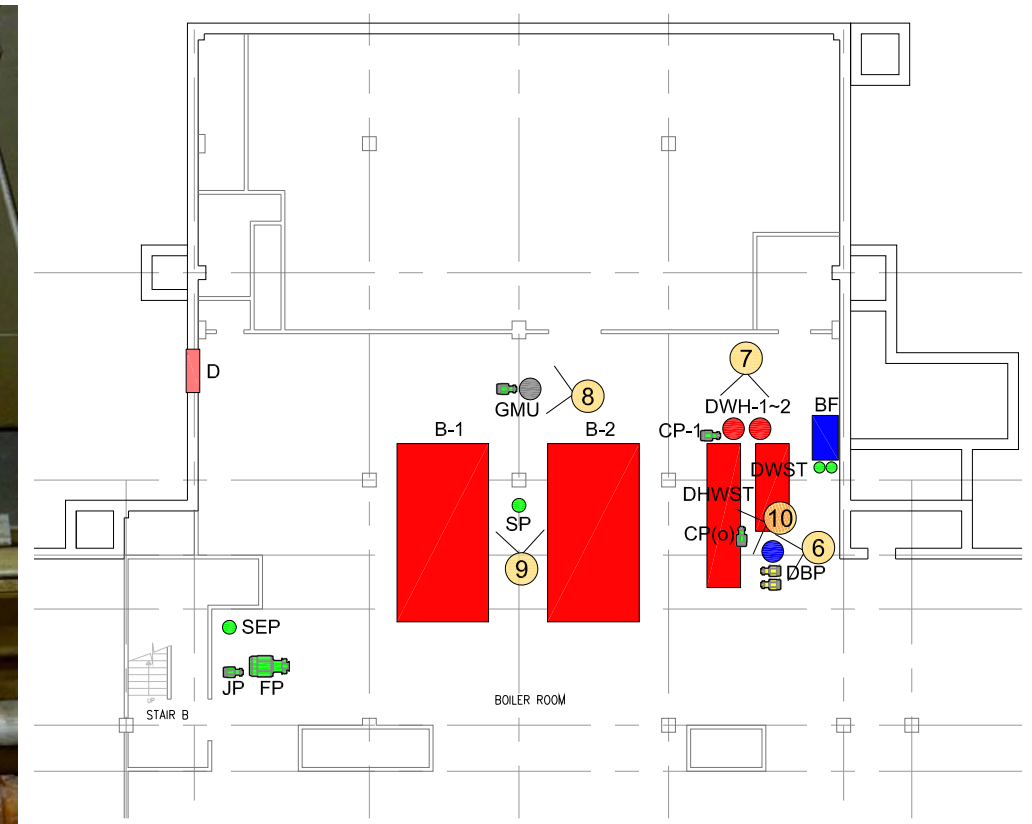 7
D
8
GMU
DWH-1~2
BF
B-1
B-2
CP-1
DWST
DHWST
SP
10
CP(o)
6
9
DBP
SEP
JP
FP
UP
BOILER ROOM
STAIR B